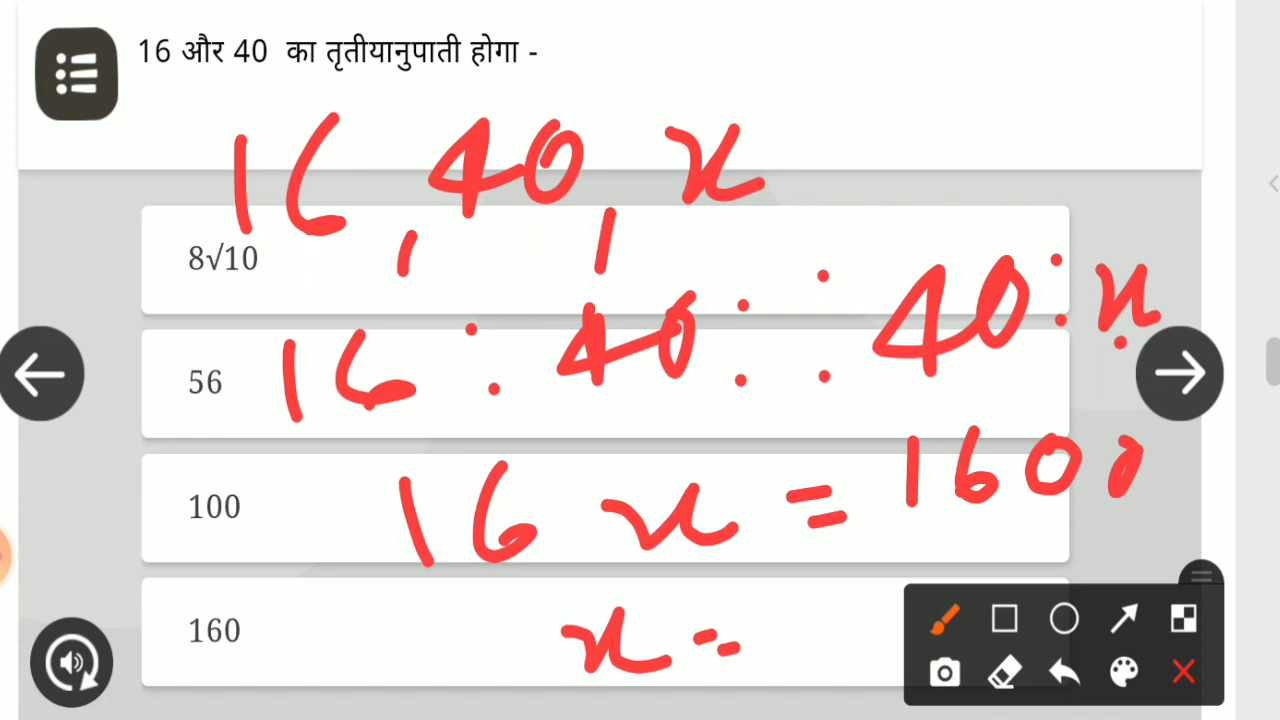 16 और 40 का तृतीयानुपाती होगा -
16, 40, x
8√10
16 : 40 : : 40 : x
56
100
16 x = 1600
160
x =